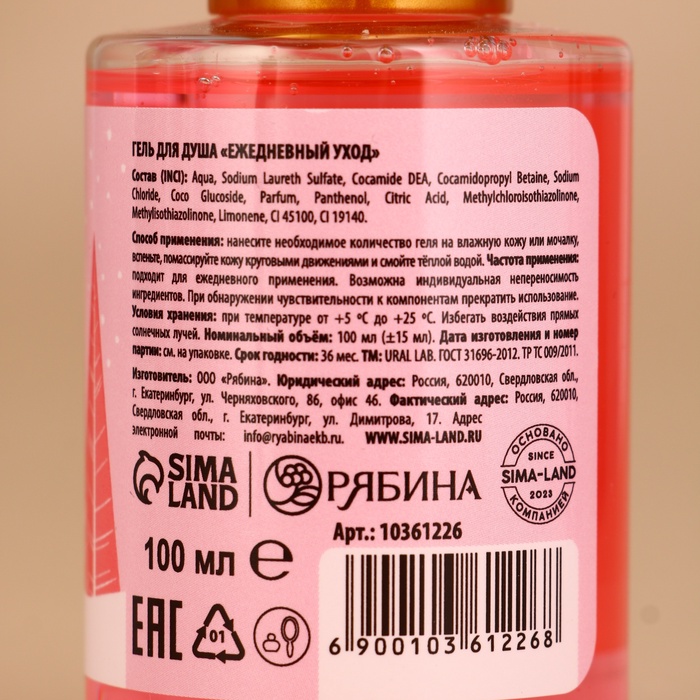 ГЕЛЬ ДЛЯ ДУША «ЕЖЕДНЕВНЫЙ УХОД»
Состав (INCI): Aqua, Sodium Laureth Sulfate, Cocamide DEA, Cocamidopropyl Betaine, Sodium
Chloride, Coco Glucoside, Parfum, Panthenol, Citric Acid, Methylchloroisothiazolinone,
Methylisothiazolinone, Limonene, CI 45100, CI 19140.
Способ применения: нанесите необходимое количество геля на влажную кожу или мочалку,
вспеньте, помассируйте кожу круговыми движениями и смойте тёплой водой. Частота применения:
подходит для ежедневного применения. Возможна индивидуальная непереносимость
ингредиентов. При обнаружении чувствительности к компонентам прекратить использование.
Условия хранения: при температуре от +5 °С до +25 °С. Избегать воздействия прямых
солнечных лучей. Номинальный объём: 100 мл (±15 мл). Дата изготовления и номер
партии: см. на упаковке. Срок годности: 36 мес. ТМ: URAL LAB. ГОСТ 31696-2012. ТР ТС 009/2011.
Изготовитель: ООО «Рябина». Юридический адрес: Россия, 620010, Свердловская обл.,
г. Екатеринбург, ул. Черняховского, 86, офис 46. Фактический адрес: Россия, 620010,
Свердловская обл., г. Екатеринбург, ул. Димитрова, 17. Адрес
электронной почты: info@ryabinaekb.ru. WWW.SIMA-LAND.RU
SIMA
LAND
РЯБИНА
ОСНОВАНО
SINCE
SIMA-LAND
2023
КОМПАНИЕЙ
Арт.: 10361226
100 мл ℮
ЕАС
01
6 900103 612268